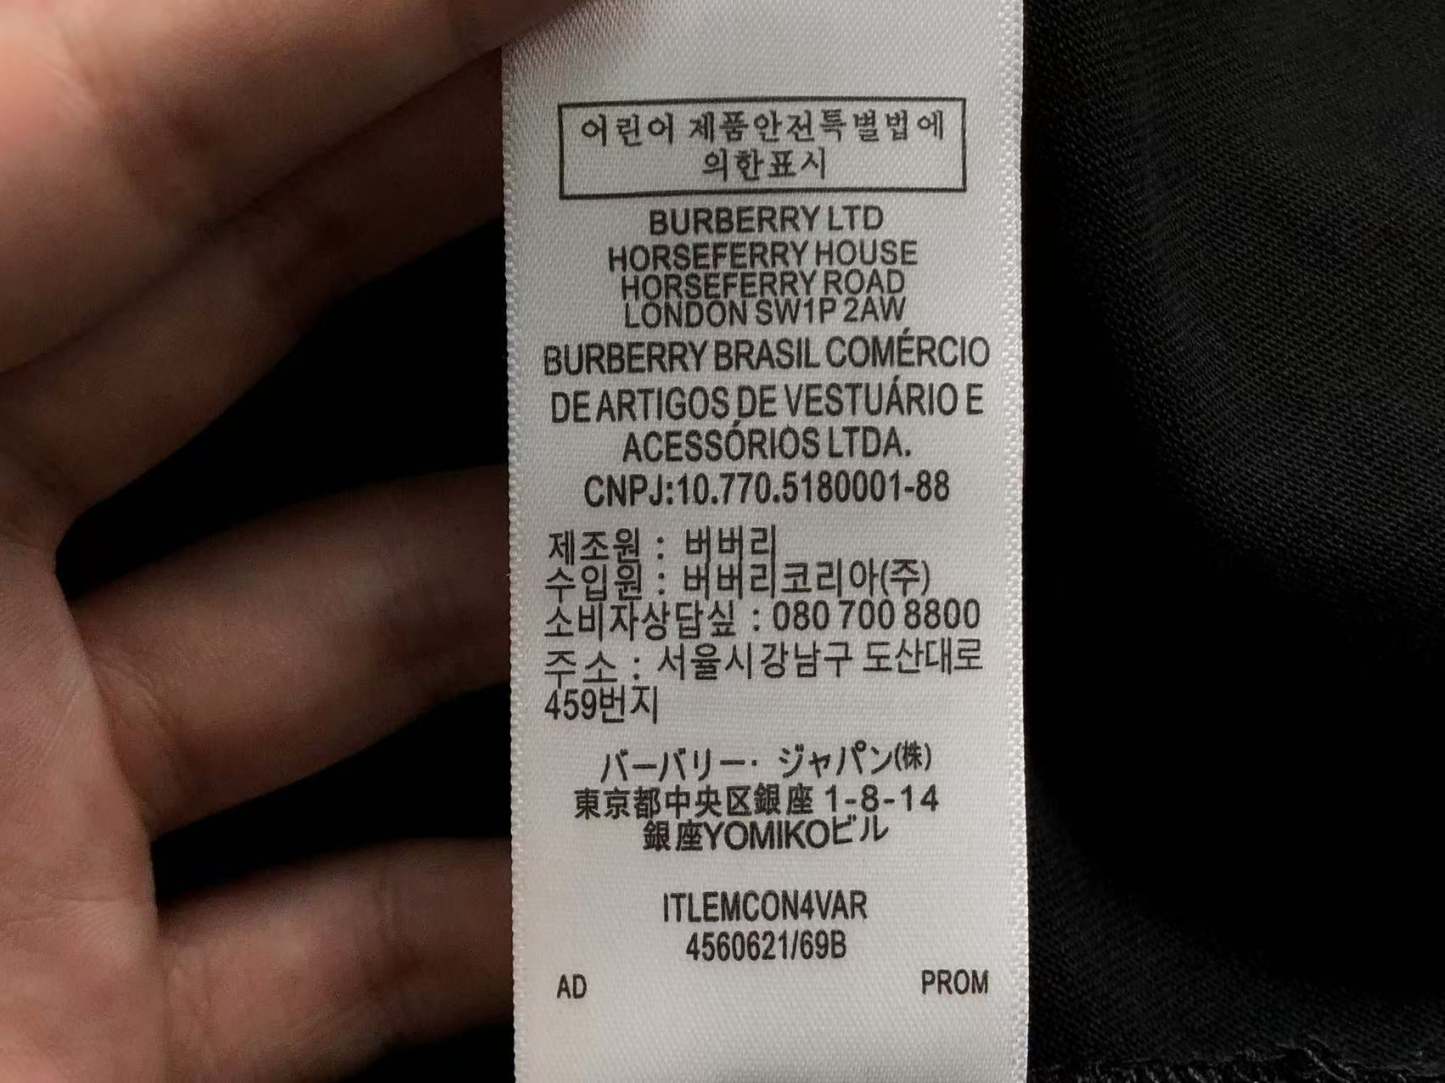 어린이 제품안전특별법에
의한표시
BURBERRY LTD
HORSEFERRY HOUSE
HORSEFERRY ROAD
LONDON SW1P 2AW
BURBERRY BRASIL COMÉRCIO
DE ARTIGOS DE VESTUÁRIO E
ACESSÓRIOS LTDA.
CNPJ:10.770.5180001-88
제조원 : 버버리
수입원 : 버버리코리아(주)
소비자상답싶 : 080 700 8800
주 소 : 서율시강남구 도산대로
459번지
バーバリー・ジャパン(株)
東京都中央区銀座 1-8-14
銀座YOMIKOビル
ITLEMCON4VAR
4560621/69B
AD PROM